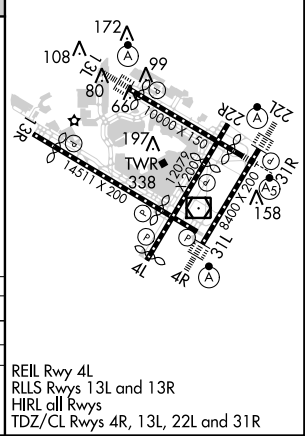 172
A
108
13L
99
80
66
22L
A
10000 X 150
22R
13R
P
197
TWR
338
12079 X 200
P
31R
A5
158
14511 X 200
P
P
8400 X 200
P
P
4L
31L
4R
A
REIL Rwy 4L
RLLS Rwys 13L and 13R
HIRL all Rwys
TDZ/CL Rwys 4R, 13L, 22L and 31R